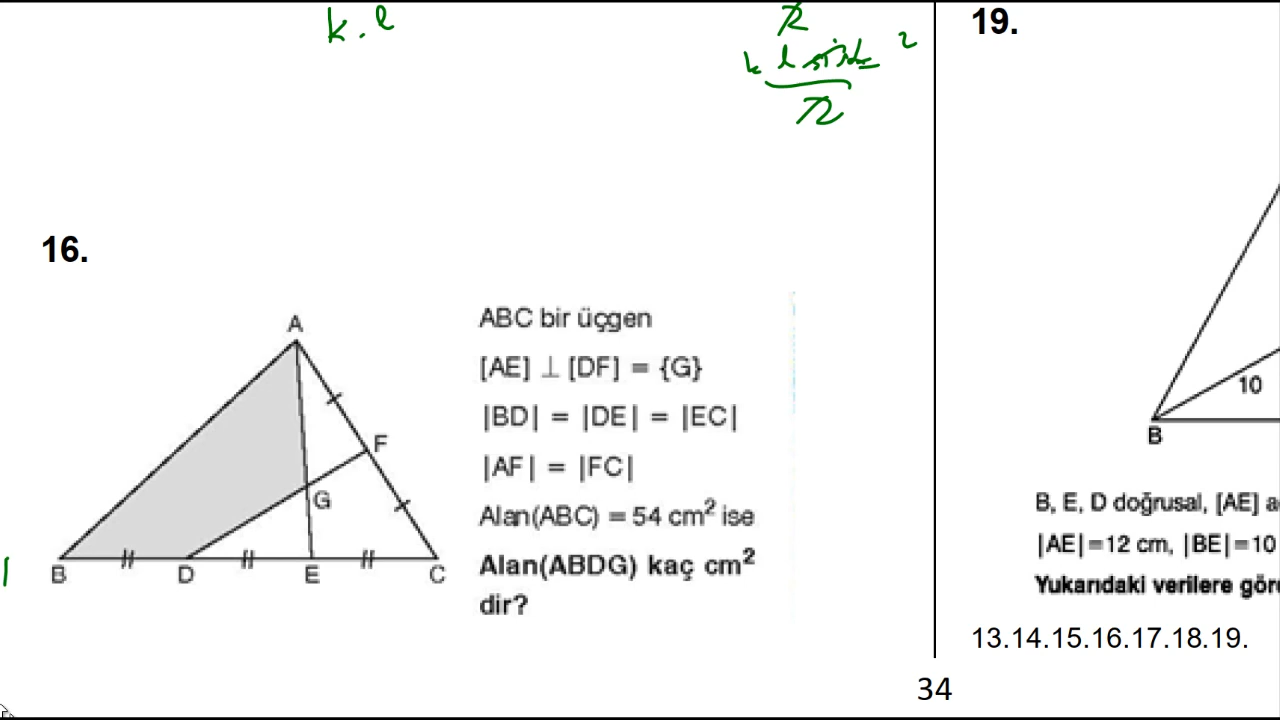 k . l
R
k l
R
16.
A
F
G
B
D
E
C
ABC bir üçgen
[AE] ⊥ [DF] = {G}
|BD| = |DE| = |EC|
|AF| = |FC|
Alan(ABC) = 54 cm² ise
Alan(ABDG) kaç cm²
dir?
19.
10
B
B, E, D doğrusal, [AE] a
|AE|=12 cm, |BE|=10
Yukarıdaki verilere göre
13.14.15.16.17.18.19.
34